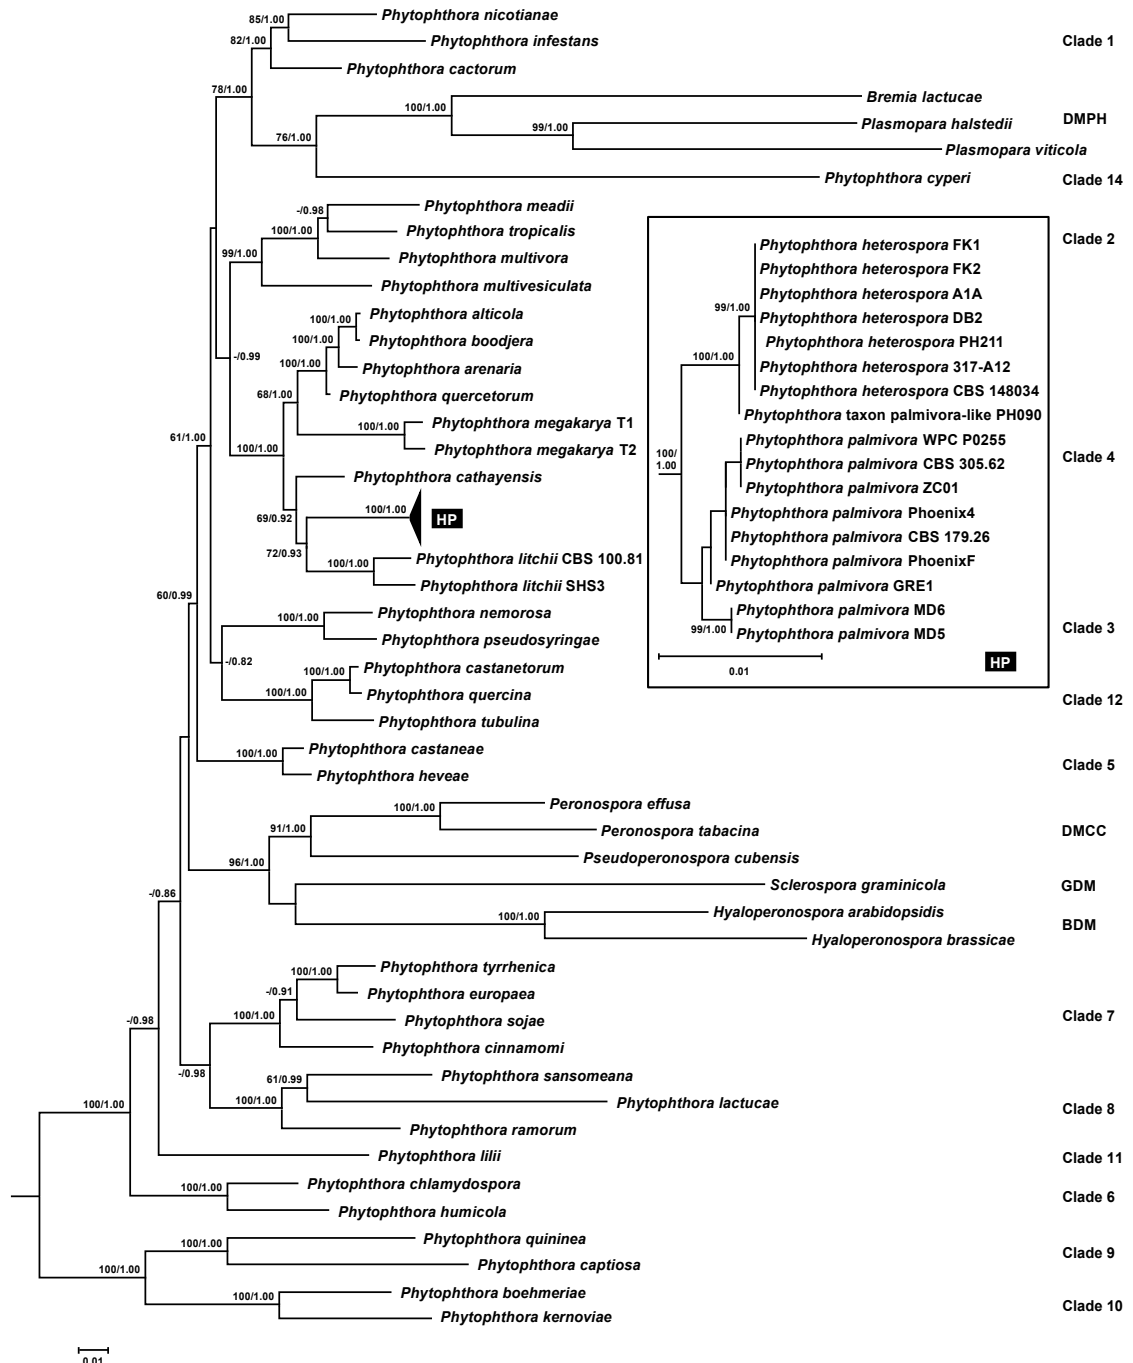 85/1.00 Phytophthora nicotianae
82/1.00 Phytophthora infestans Clade 1
Phytophthora cactorum
78/1.00
100/1.00 Bremia lactucae
99/1.00 Plasmopara halstedii DMPH
76/1.00 Plasmopara viticola
Phytophthora cyperi Clade 14
-/0.98 Phytophthora meadii
100/1.00 Phytophthora tropicalis Clade 2
99/1.00 Phytophthora multivora
Phytophthora multivesiculata
100/1.00 Phytophthora alticola
100/1.00 Phytophthora boodjera
-/0.99
100/1.00 Phytophthora arenaria
68/1.00 Phytophthora quercetorum
100/1.00 Phytophthora megakarya T1
61/1.00
100/1.00 Phytophthora megakarya T2 Clade 4
Phytophthora cathayensis
69/0.92 100/1.00 HP
72/0.93 Phytophthora litchii CBS 100.81
100/1.00 Phytophthora litchii SHS3
60/0.99
100/1.00 Phytophthora nemorosa Clade 3
Phytophthora pseudosyringae
-/0.82
100/1.00 Phytophthora castanetorum
100/1.00 Phytophthora quercina Clade 12
Phytophthora tubulina
100/1.00 Phytophthora castaneae Clade 5
Phytophthora heveae
100/1.00 Peronospora effusa
91/1.00 Peronospora tabacina DMCC
96/1.00 Pseudoperonospora cubensis
Sclerospora graminicola GDM
-/0.86
100/1.00 Hyaloperonospora arabidopsidis BDM
Hyaloperonospora brassicae
100/1.00 Phytophthora tyrrhenica
-/0.91 Phytophthora europaea
100/1.00 Phytophthora sojae Clade 7
-/0.98
Phytophthora cinnamomi
-/0.98
61/0.99 Phytophthora sansomeana
100/1.00 Phytophthora lactucae Clade 8
100/1.00
Phytophthora ramorum
Phytophthora lilii Clade 11
100/1.00 Phytophthora chlamydospora Clade 6
Phytophthora humicola
100/1.00 Phytophthora quininea Clade 9
100/1.00 Phytophthora captiosa
100/1.00 Phytophthora boehmeriae Clade 10
Phytophthora kernoviae
0.01
Phytophthora heterospora FK1
Phytophthora heterospora FK2
Phytophthora heterospora A1A
99/1.00 Phytophthora heterospora DB2
Phytophthora heterospora PH211
100/1.00 Phytophthora heterospora 317-A12
Phytophthora heterospora CBS 148034
Phytophthora taxon palmivora-like PH090
Phytophthora palmivora WPC P0255
100/
1.00
Phytophthora palmivora CBS 305.62
Phytophthora palmivora ZC01
Phytophthora palmivora Phoenix4
Phytophthora palmivora CBS 179.26
Phytophthora palmivora PhoenixF
Phytophthora palmivora GRE1
Phytophthora palmivora MD6
99/1.00 Phytophthora palmivora MD5
0.01 HP